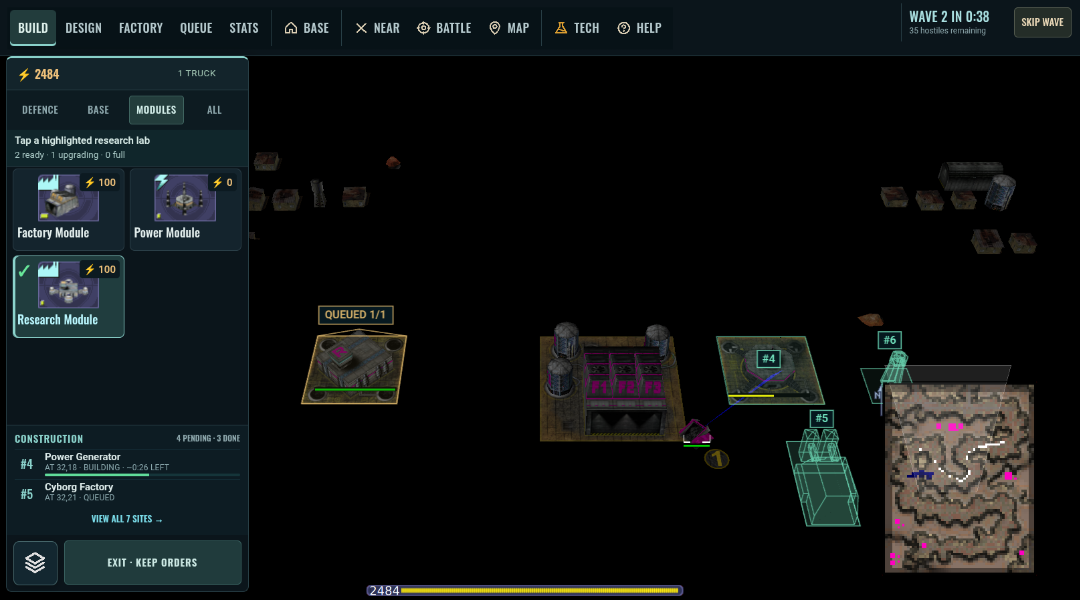 BUILD DESIGN FACTORY QUEUE STATS BASE NEAR BATTLE MAP TECH HELP
WAVE 2 IN 0:38
35 hostiles remaining
SKIP WAVE
2484
1 TRUCK
DEFENCE BASE MODULES ALL
Tap a highlighted research lab
2 ready · 1 upgrading · 0 full
100
Factory Module
0
Power Module
100
Research Module
QUEUED 1/1
#4
#6
#5
1
CONSTRUCTION 4 PENDING · 3 DONE
#4 Power Generator
AT 32,18 · BUILDING · ~0:26 LEFT
#5 Cyborg Factory
AT 32,21 · QUEUED
VIEW ALL 7 SITES →
EXIT · KEEP ORDERS
2484